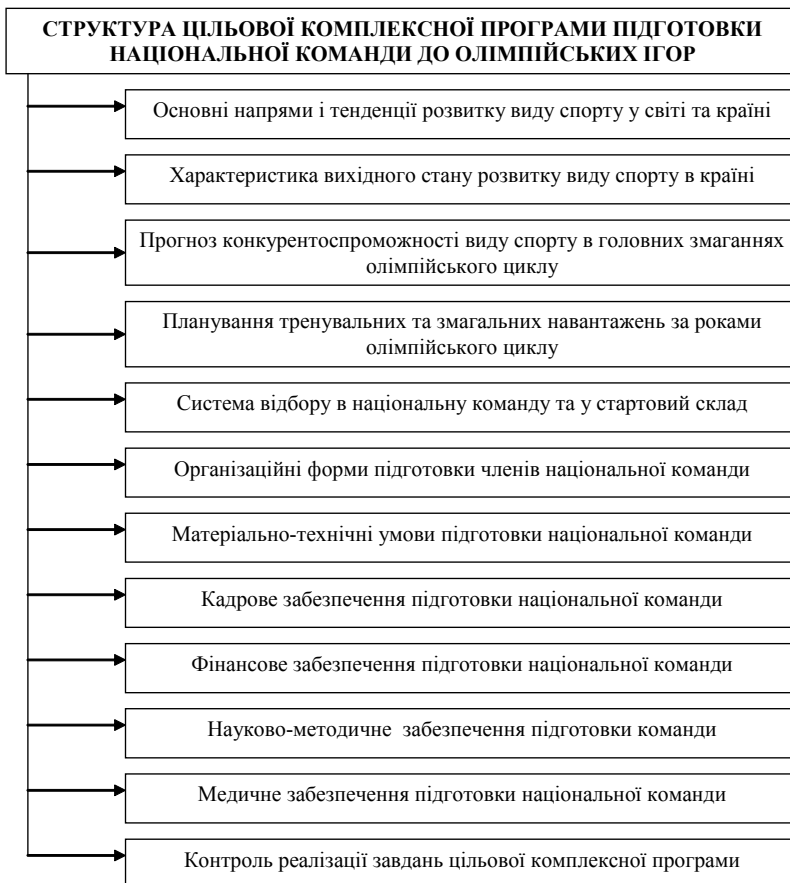 СТРУКТУРА ЦІЛЬОВОЇ КОМПЛЕКСНОЇ ПРОГРАМИ ПІДГОТОВКИ
НАЦІОНАЛЬНОЇ КОМАНДИ ДО ОЛІМПІЙСЬКИХ ІГОР
Основні напрями і тенденції розвитку виду спорту у світі та країні
Характеристика вихідного стану розвитку виду спорту в країні
Прогноз конкурентоспроможності виду спорту в головних змаганнях
олімпійського циклу
Планування тренувальних та змагальних навантажень за роками
олімпійського циклу
Система відбору в національну команду та у стартовий склад
Організаційні форми підготовки членів національної команди
Матеріально-технічні умови підготовки національної команди
Кадрове забезпечення підготовки національної команди
Фінансове забезпечення підготовки національної команди
Науково-методичне забезпечення підготовки команди
Медичне забезпечення підготовки національної команди
Контроль реалізації завдань цільової комплексної програми